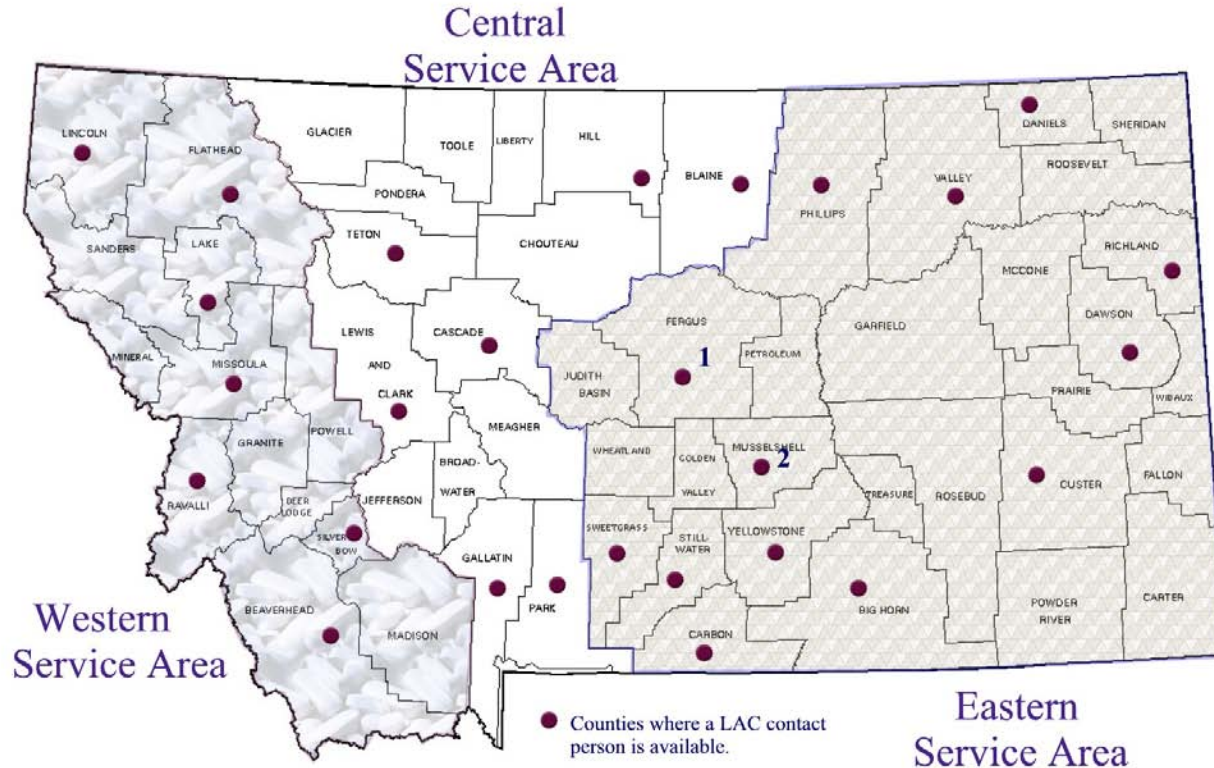 Central
Service Area
LINCOLN
FLATHEAD
GLACIER
TOOLE
LIBERTY
HILL
BLAINE
PHILLIPS
VALLEY
DANIELS
SHERIDAN
ROOSEVELT
PONDERA
SANDERS
LAKE
TETON
CHOUTEAU
RICHLAND
MCCONE
DAWSON
LEWIS
AND
CLARK
CASCADE
FERGUS
1
PETROLEUM
GARFIELD
MINERAL
MISSOULA
JUDITH
BASIN
PRAIRIE
WIBAUX
GRANITE
POWELL
MEAGHER
WHEATLAND
GOLDEN
VALLEY
MUSSELSHELL
2
BROAD-
WATER
RAVALLI
DEER
LODGE
JEFFERSON
TREASURE
ROSEBUD
CUSTER
FALLON
SILVER
BOW
GALLATIN
SWEETGRASS
STILL-
WATER
YELLOWSTONE
BEAVERHEAD
MADISON
PARK
CARBON
BIG HORN
POWDER
RIVER
CARTER
Western
Service Area
Counties where a LAC contact
person is available.
Eastern
Service Area